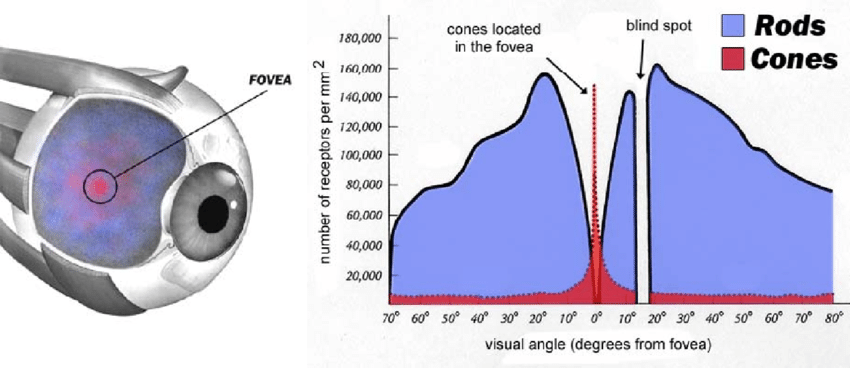 FOVEA
number of receptors per mm2
180,000
160,000
140,000
120,000
100,000
80,000
60,000
40,000
20,000
cones located
in the fovea
blind spot
Rods
Cones
70° 60° 50° 40° 30° 20° 10° 0° 10° 20° 30° 40° 50° 60° 70° 80°
visual angle (degrees from fovea)